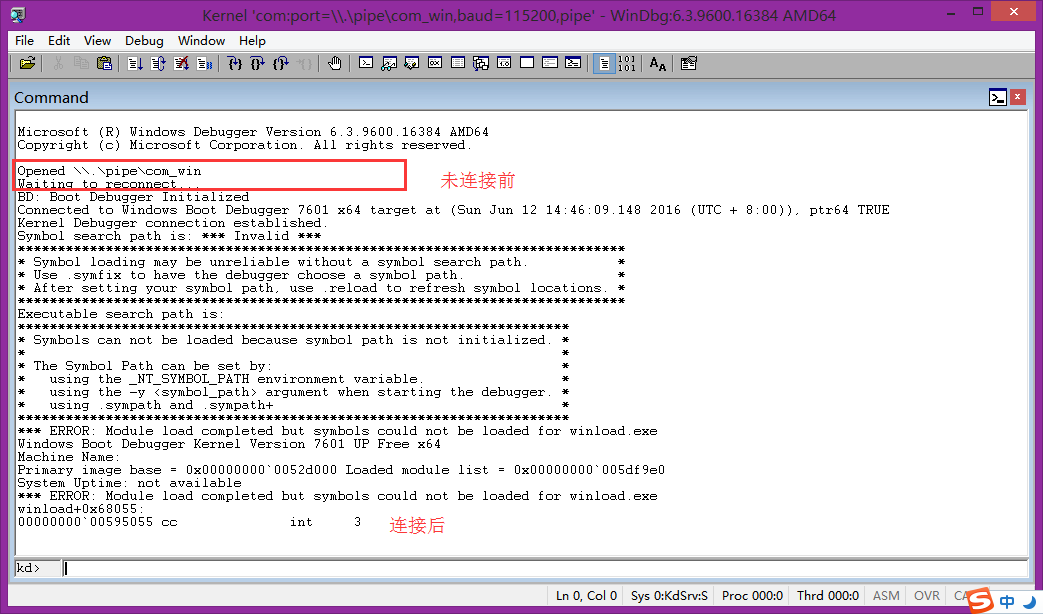 Kernel 'com:port=\\.\pipe\com_win,baud=115200,pipe' - WinDbg:6.3.9600.16384 AMD64
File Edit View Debug Window Help
Command
Microsoft (R) Windows Debugger Version 6.3.9600.16384 AMD64
Copyright (c) Microsoft Corporation. All rights reserved.
Opened \\.\pipe\com_win
Waiting to reconnect...
未连接前
BD: Boot Debugger Initialized
Connected to Windows Boot Debugger 7601 x64 target at (Sun Jun 12 14:46:09.148 2016 (UTC + 8:00)), ptr64 TRUE
Kernel Debugger connection established.
Symbol search path is: *** Invalid ***
****************************************************************************
* Symbol loading may be unreliable without a symbol search path.           *
* Use .symfix to have the debugger choose a symbol path.                   *
* After setting your symbol path, use .reload to refresh symbol locations. *
****************************************************************************
Executable search path is:
*********************************************************************
* Symbols can not be loaded because symbol path is not initialized. *
*                                                                   *
* The Symbol Path can be set by:                                    *
*   using the _NT_SYMBOL_PATH environment variable.                 *
*   using the -y <symbol_path> argument when starting the debugger. *
*   using .sympath and .sympath+                                    *
*********************************************************************
*** ERROR: Module load completed but symbols could not be loaded for winload.exe
Windows Boot Debugger Kernel Version 7601 UP Free x64
Machine Name:
Primary image base = 0x00000000`0052d000 Loaded module list = 0x00000000`005df9e0
System Uptime: not available
*** ERROR: Module load completed but symbols could not be loaded for winload.exe
winload+0x68055:
00000000`00595055 cc              int     3
连接后
kd>
Ln 0, Col 0 Sys 0:KdSrv:S Proc 000:0 Thrd 000:0 ASM OVR
中